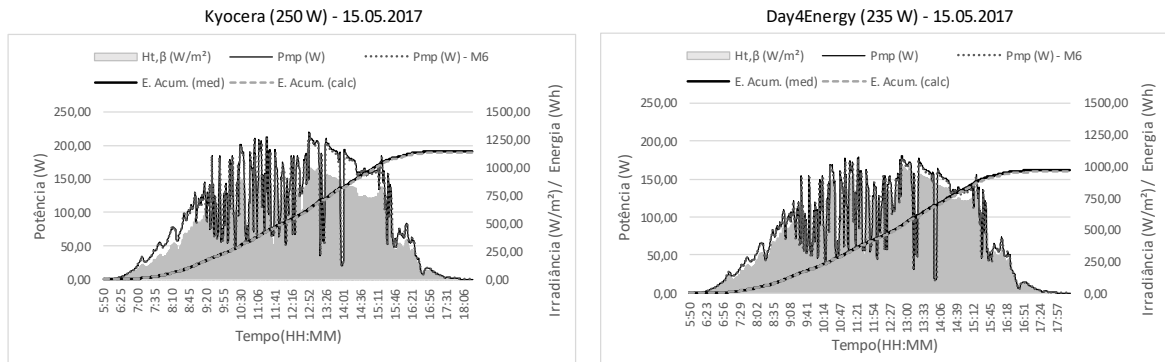 Kyocera (250 W) - 15.05.2017
Ht,β (W/m²) Pmp (W) Pmp (W) - M6
E. Acum. (med) E. Acum. (calc)
250,00 200,00 150,00 100,00 50,00 0,00
Potência (W)
1500,00 1250,00 1000,00 750,00 500,00 250,00 0,00
Irradiância (W/m²)/ Energia (Wh)
5:50 6:25 7:00 7:35 8:10 8:45 9:20 9:55 10:30 11:06 11:41 12:16 12:52 13:26 14:01 14:36 15:11 15:46 16:21 16:56 17:31 18:06
Tempo(HH:MM)
Day4Energy (235 W) - 15.05.2017
Ht,β (W/m²) Pmp (W) Pmp (W) - M6
E. Acum. (med) E. Acum. (calc)
250,00 200,00 150,00 100,00 50,00 0,00
Potência (W)
1500,00 1250,00 1000,00 750,00 500,00 250,00 0,00
Irradiância (W/m²)/ Energia (Wh)
5:50 6:23 6:56 7:29 8:02 8:35 9:08 9:41 10:14 10:47 11:21 11:54 12:27 13:00 13:33 14:06 14:39 15:12 15:45 16:18 16:51 17:24 17:57
Tempo(HH:MM)